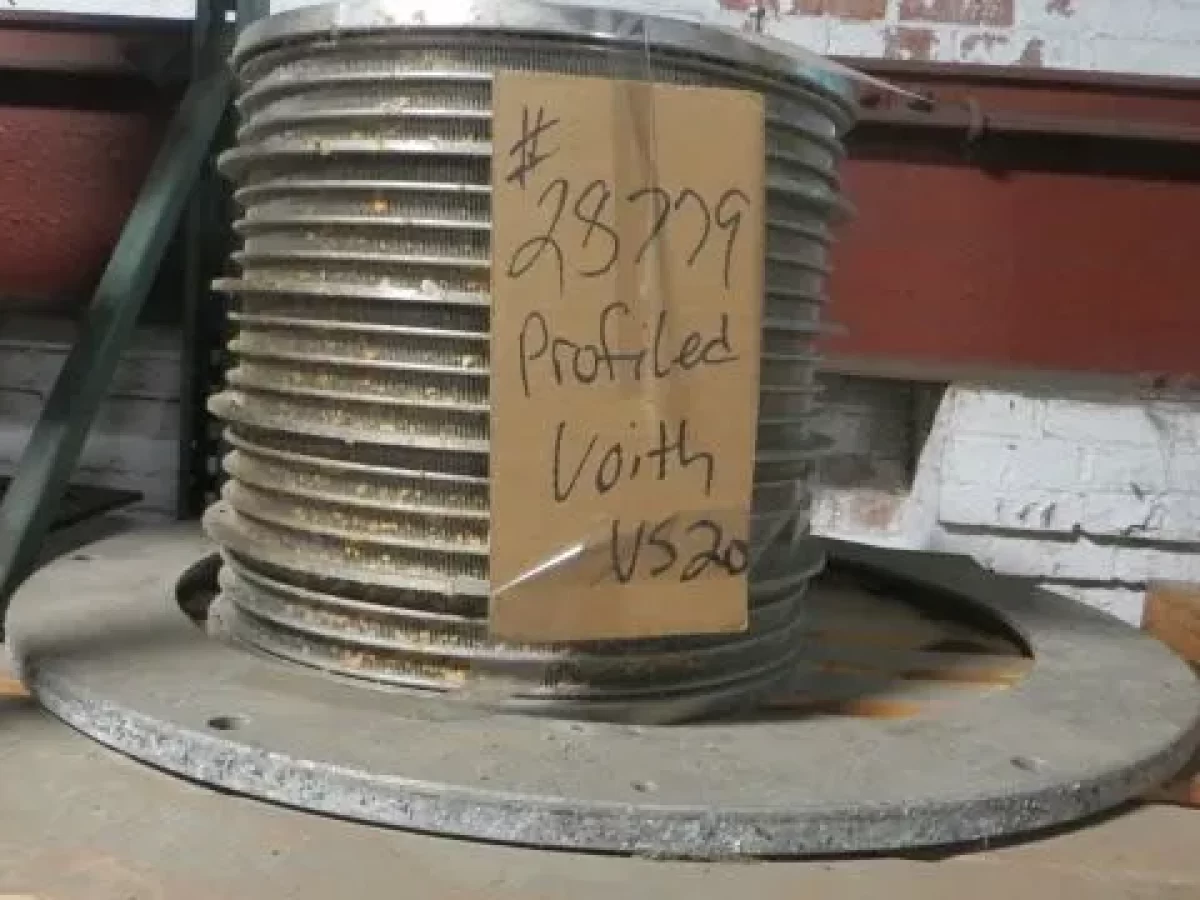 #
28779
Profiled
Voith
VS20